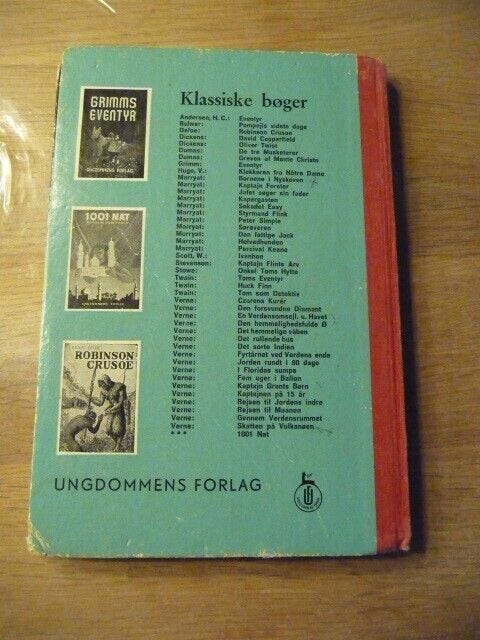 GRIMMS
EVENTYR
UNGDOMMENS FORLAG
1001 NAT
UNGDOMMENS FORLAG
ROBINSON
CRUSOE
Klassiske bøger
Andersen, H. C.: Eventyr
Bulwer: Pompejis sidste dage
Defoe: Robinson Crusoe
Dickens: David Copperfield
Dickens: Oliver Twist
Dumas: De tre Musketerer
Dumas: Greven af Monte Christo
Grimm: Eventyr
Hugo, V.: Klokkeren fra Nôtre Dame
Marryat: Børnene i Nyskoven
Marryat: Kaptajn Forster
Marryat: Jafet søger sin fader
Marryat: Kapergasten
Marryat: Søkadet Easy
Marryat: Styrmand Flink
Marryat: Peter Simple
Marryat: Sørøveren
Marryat: Den fattige Jack
Marryat: Helvedhunden
Marryat: Percival Keene
Scott, W.: Ivanhoe
Stevenson: Kaptajn Flints Arv
Stowe: Onkel Toms Hytte
Twain: Toms Eventyr
Twain: Huck Finn
Twain: Tom som Detektiv
Verne: Czarens Kurér
Verne: Den forsvundne Diamant
Verne: En Verdensomsejl. u. Havet
Verne: Den hemmelighedsfulde Ø
Verne: Det hemmelige våben
Verne: Det rullende hus
Verne: Det sorte Indien
Verne: Fyrtårnet ved Verdens ende
Verne: Jorden rundt i 80 dage
Verne: I Floridas sumpe
Verne: Fem uger i Ballon
Verne: Kaptajn Grants Børn
Verne: Kaptajnen på 15 år
Verne: Rejsen til Jordens indre
Verne: Rejsen til Maanen
Verne: Gennem Verdensrummet
Verne: Skatten på Vulkanøen
*** 1001 Nat
UNGDOMMENS FORLAG